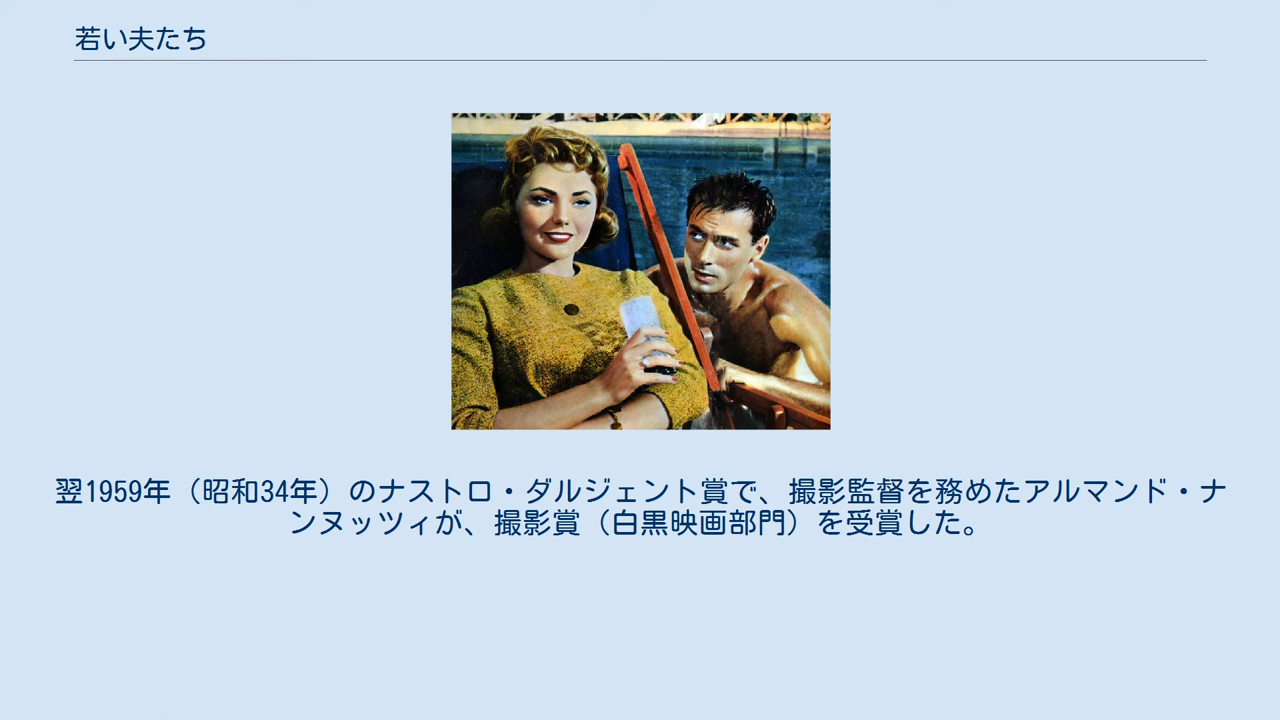 若い夫たち
翌1959年（昭和34年）のナストロ・ダルジェント賞で、撮影監督を務めたアルマンド・ナ
ンヌッツィが、撮影賞（白黒映画部門）を受賞した。